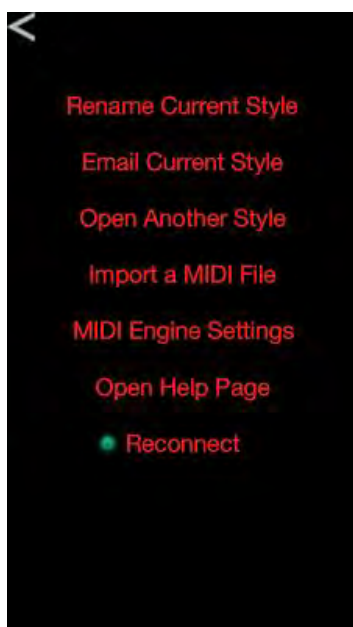 Rename Current Style
Email Current Style
Open Another Style
Import a MIDI File
MIDI Engine Settings
Open Help Page
Reconnect